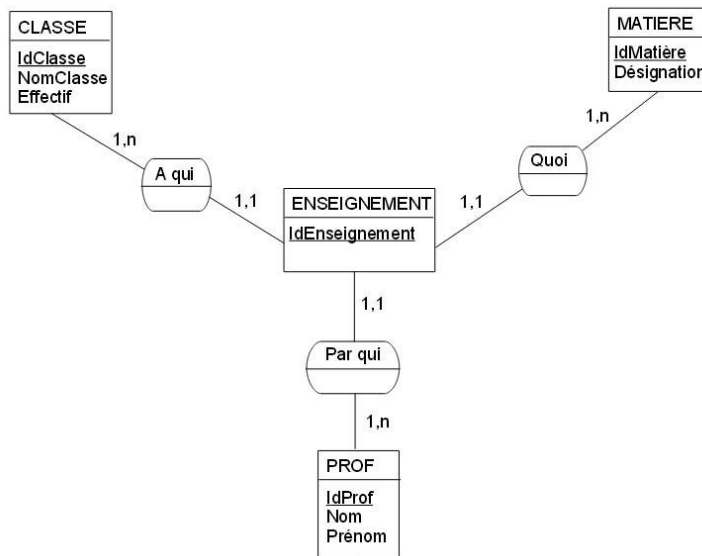 CLASSE
IdClasse
NomClasse
Effectif
MATIERE
IdMatière
Désignation
1,n
1,n
A qui
Quoi
1,1
1,1
ENSEIGNEMENT
IdEnseignement
1,1
Par qui
1,n
PROF
IdProf
Nom
Prénom